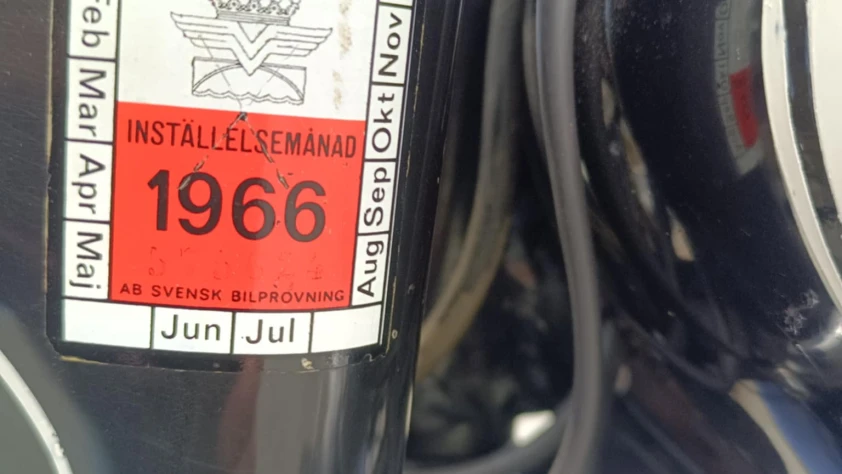 Feb
Mar
Apr
Maj
Jun
Jul
Aug
Sep
Okt
Nov
INSTÄLLELSEMÅNAD
1966
AB SVENSK BILPROVNING